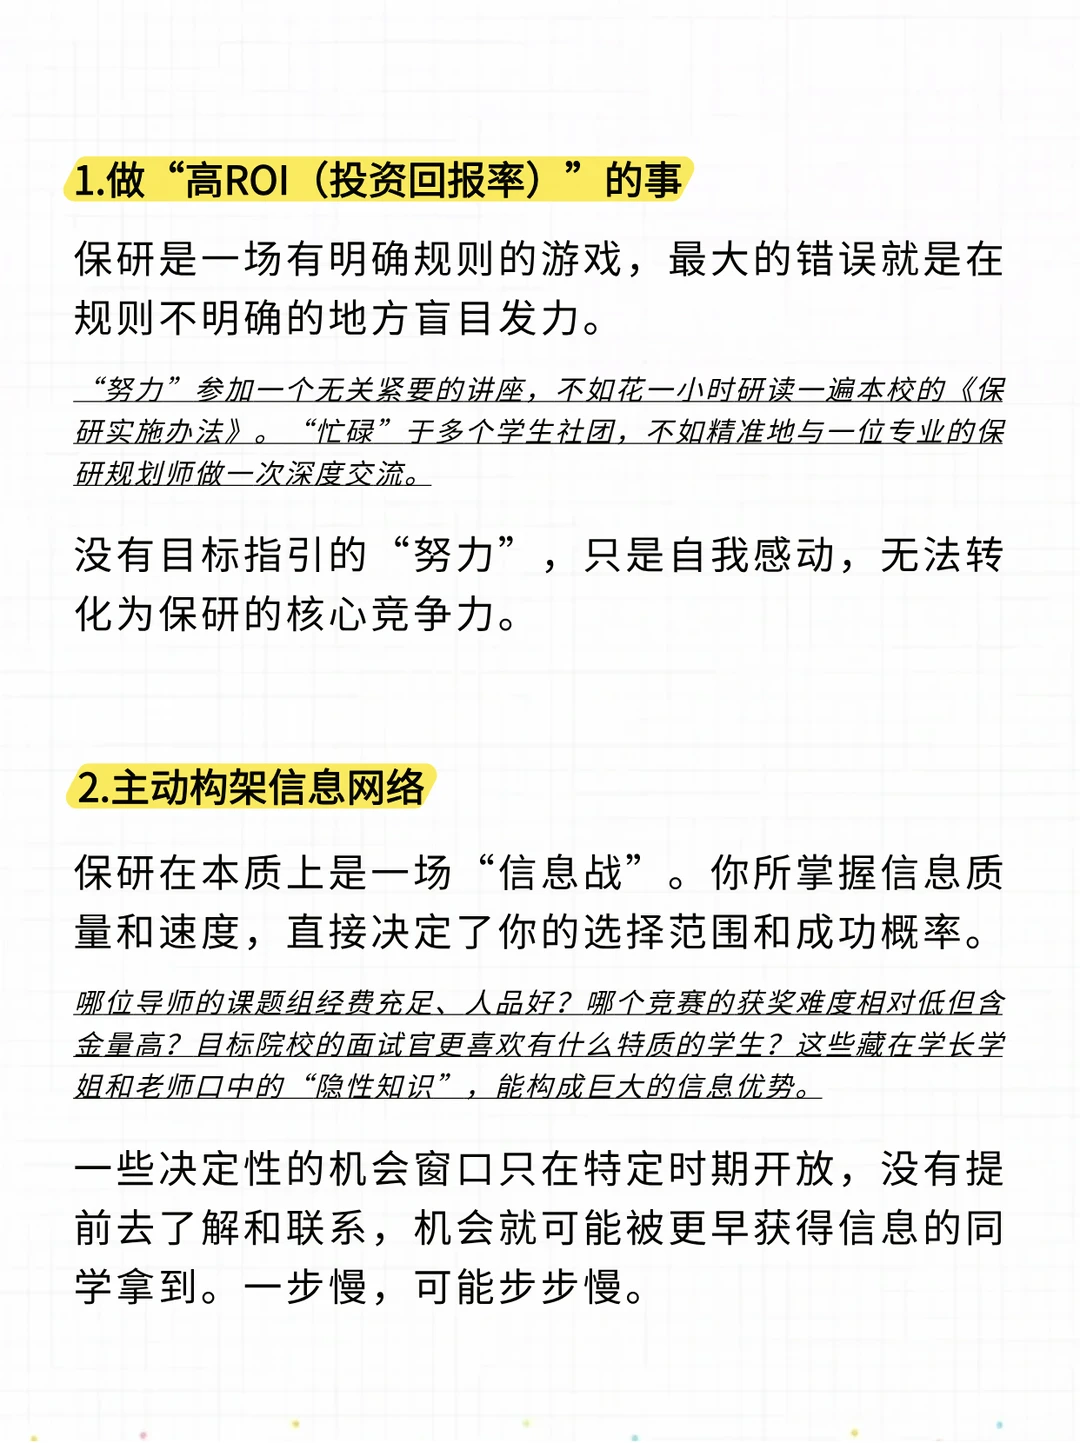 1.做“高ROI（投资回报率）”的事
保研是一场有明确规则的游戏，最大的错误就是在
规则不明确的地方盲目发力。
“努力”参加一个无关紧要的讲座，不如花一小时研读一遍本校的《保
研实施办法》。“忙碌”于多个学生社团，不如精准地与一位专业的保
研规划师做一次深度交流。
没有目标指引的“努力”，只是自我感动，无法转
化为保研的核心竞争力。
2.主动构架信息网络
保研在本质上是一场“信息战”。你所掌握信息质
量和速度，直接决定了你的选择范围和成功概率。
哪位导师的课题组经费充足、人品好？哪个竞赛的获奖难度相对低但含
金量高？目标院校的面试官更喜欢有什么特质的学生？这些藏在学长学
姐和老师口中的“隐性知识”，能构成巨大的信息优势。
一些决定性的机会窗口只在特定时期开放，没有提
前去了解和联系，机会就可能被更早获得信息的同
学拿到。一步慢，可能步步慢。